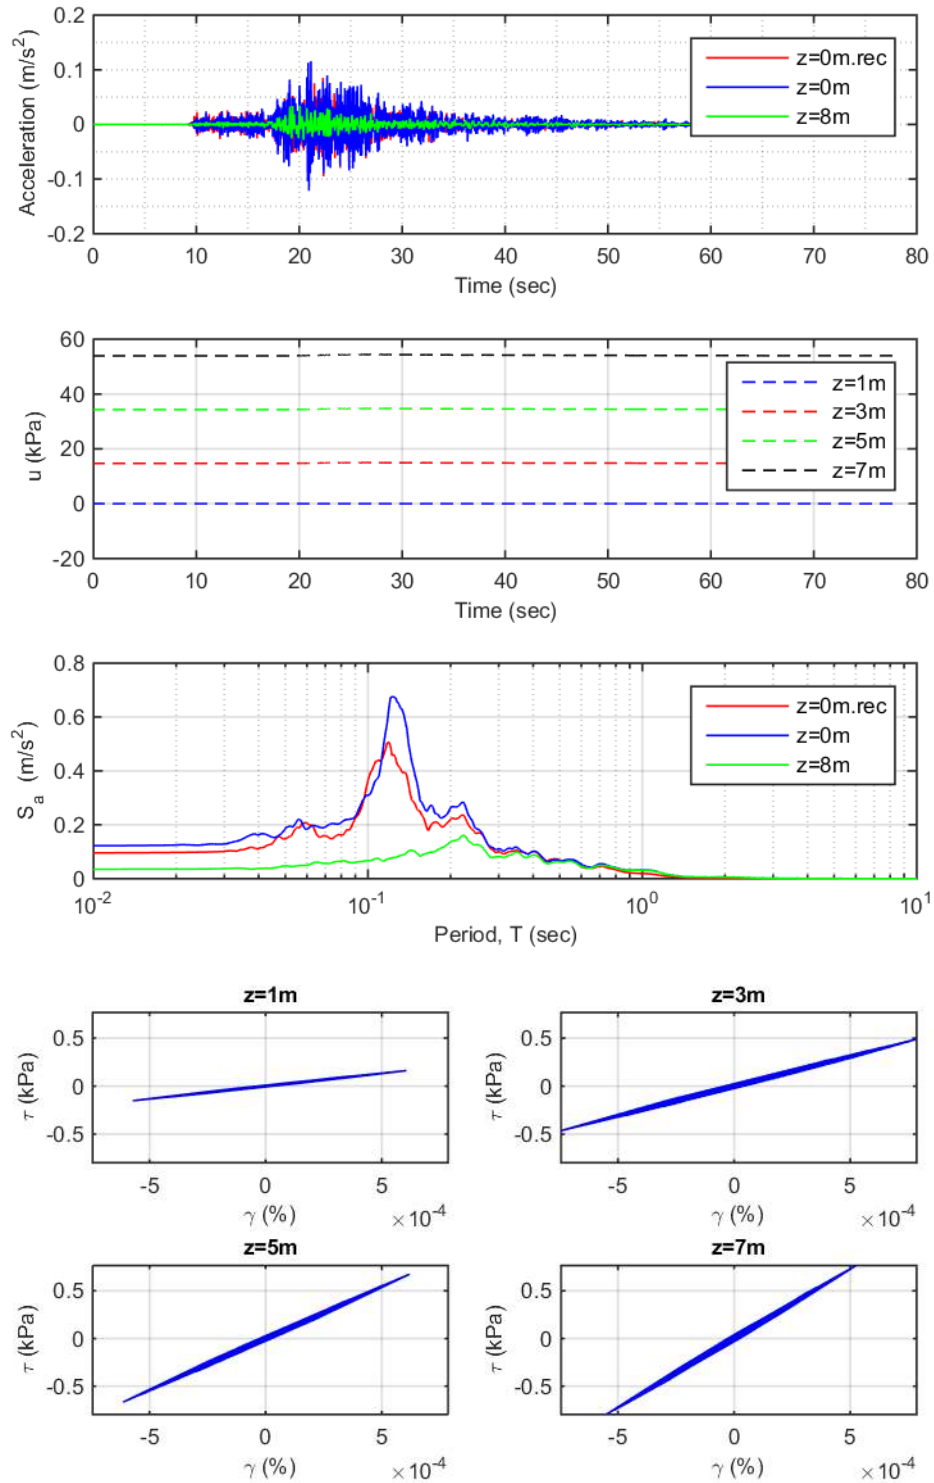 0.2
0.1
0
-0.1
-0.2
Acceleration (m/s²)
z=0m.rec
z=0m
z=8m
0 10 20 30 40 50 60 70 80
Time (sec)
60
40
20
0
-20
u (kPa)
z=1m
z=3m
z=5m
z=7m
0 10 20 30 40 50 60 70 80
Time (sec)
0.8
0.6
0.4
0.2
0
S_a (m/s²)
z=0m.rec
z=0m
z=8m
10⁻² 10⁻¹ 10⁰ 10¹
Period, T (sec)
z=1m
0.5
0
-0.5
τ (kPa)
-5 0 5
γ (%) ×10⁻⁴
z=3m
0.5
0
-0.5
τ (kPa)
-5 0 5
γ (%) ×10⁻⁴
z=5m
0.5
0
-0.5
τ (kPa)
-5 0 5
γ (%) ×10⁻⁴
z=7m
0.5
0
-0.5
τ (kPa)
-5 0 5
γ (%) ×10⁻⁴